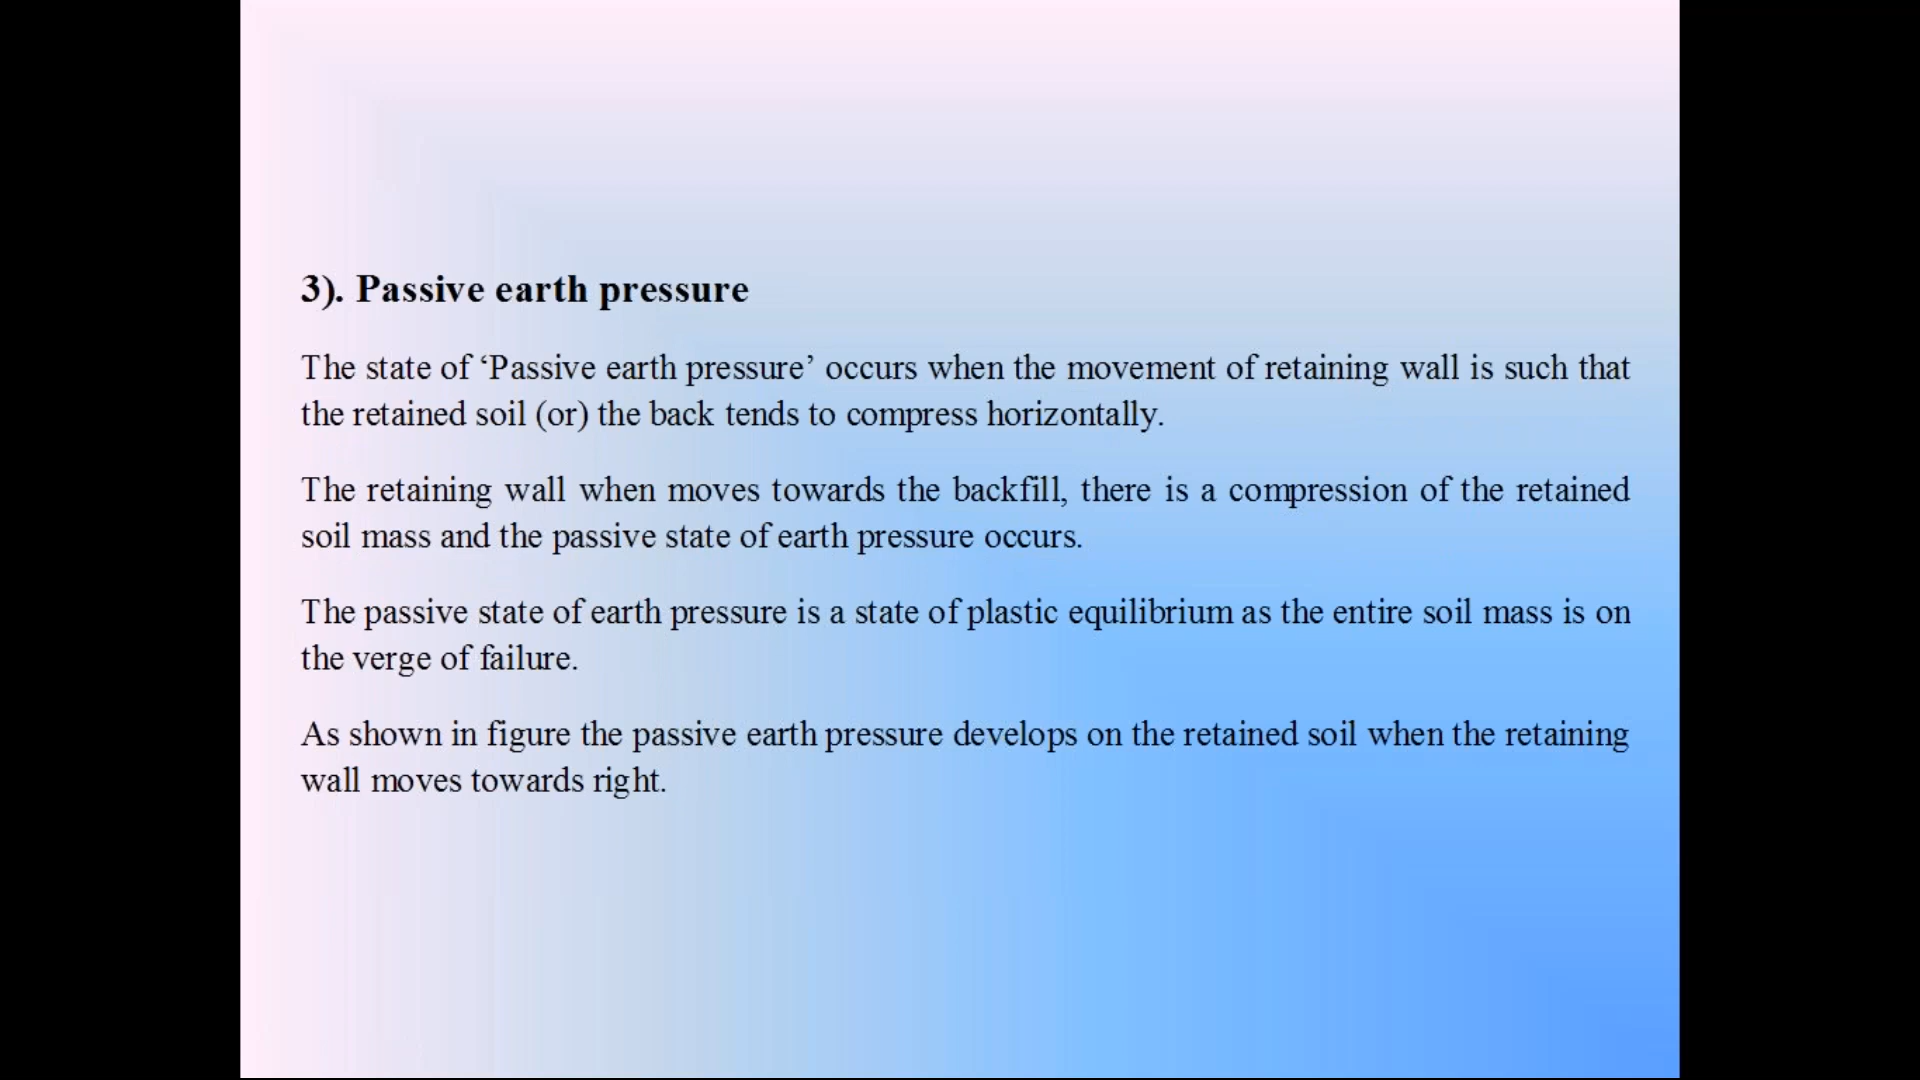 3). Passive earth pressure
The state of ‘Passive earth pressure’ occurs when the movement of retaining wall is such that
the retained soil (or) the back tends to compress horizontally.
The retaining wall when moves towards the backfill, there is a compression of the retained
soil mass and the passive state of earth pressure occurs.
The passive state of earth pressure is a state of plastic equilibrium as the entire soil mass is on
the verge of failure.
As shown in figure the passive earth pressure develops on the retained soil when the retaining
wall moves towards right.